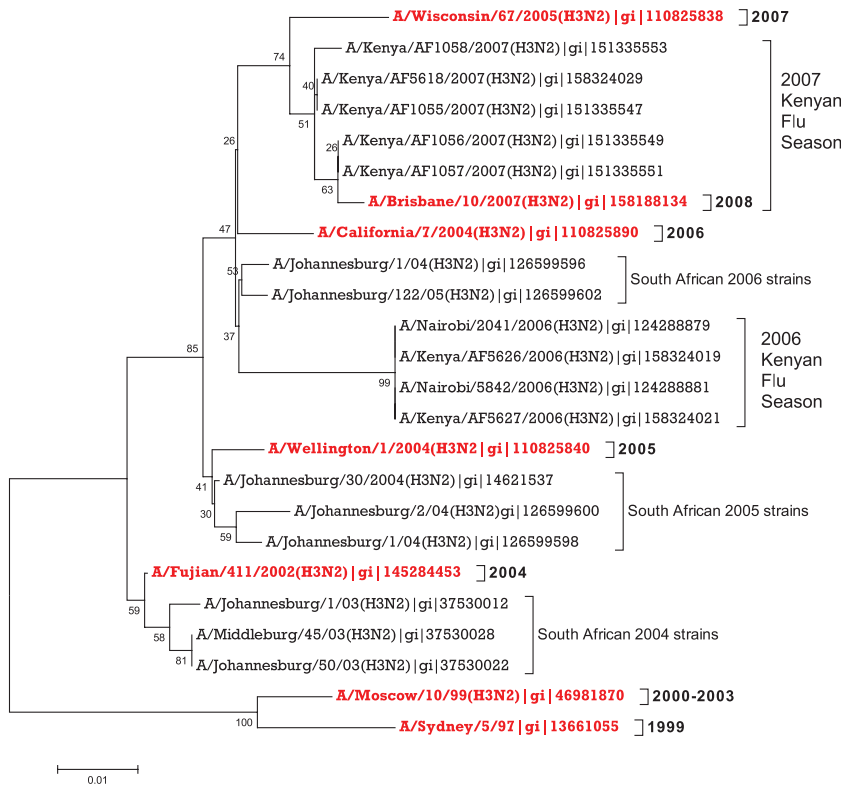 A/Wisconsin/67/2005(H3N2)|gi|110825838
2007
74
A/Kenya/AF1058/2007(H3N2)|gi|151335553
A/Kenya/AF5618/2007(H3N2)|gi|158324029
40
A/Kenya/AF1055/2007(H3N2)|gi|151335547
51
2007
Kenyan
Flu
Season
A/Kenya/AF1056/2007(H3N2)|gi|151335549
26
26
A/Kenya/AF1057/2007(H3N2)|gi|151335551
63
A/Brisbane/10/2007(H3N2)|gi|158188134
2008
47
A/California/7/2004(H3N2)|gi|110825890
2006
A/Johannesburg/1/04(H3N2)|gi|126599596
53
A/Johannesburg/122/05(H3N2)|gi|126599602
South African 2006 strains
37
A/Nairobi/2041/2006(H3N2)|gi|124288879
A/Kenya/AF5626/2006(H3N2)|gi|158324019
99
A/Nairobi/5842/2006(H3N2)|gi|124288881
A/Kenya/AF5627/2006(H3N2)|gi|158324021
2006
Kenyan
Flu
Season
85
A/Wellington/1/2004(H3N2|gi|110825840
2005
41
A/Johannesburg/30/2004(H3N2)|gi|14621537
30
A/Johannesburg/2/04(H3N2)gi|126599600
59
A/Johannesburg/1/04(H3N2)|gi|126599598
South African 2005 strains
A/Fujian/411/2002(H3N2)|gi|145284453
2004
59
A/Johannesburg/1/03(H3N2)|gi|37530012
58
A/Middleburg/45/03(H3N2)|gi|37530028
81
A/Johannesburg/50/03(H3N2)|gi|37530022
South African 2004 strains
A/Moscow/10/99(H3N2)|gi|46981870
2000-2003
100
A/Sydney/5/97|gi|13661055
1999
0.01